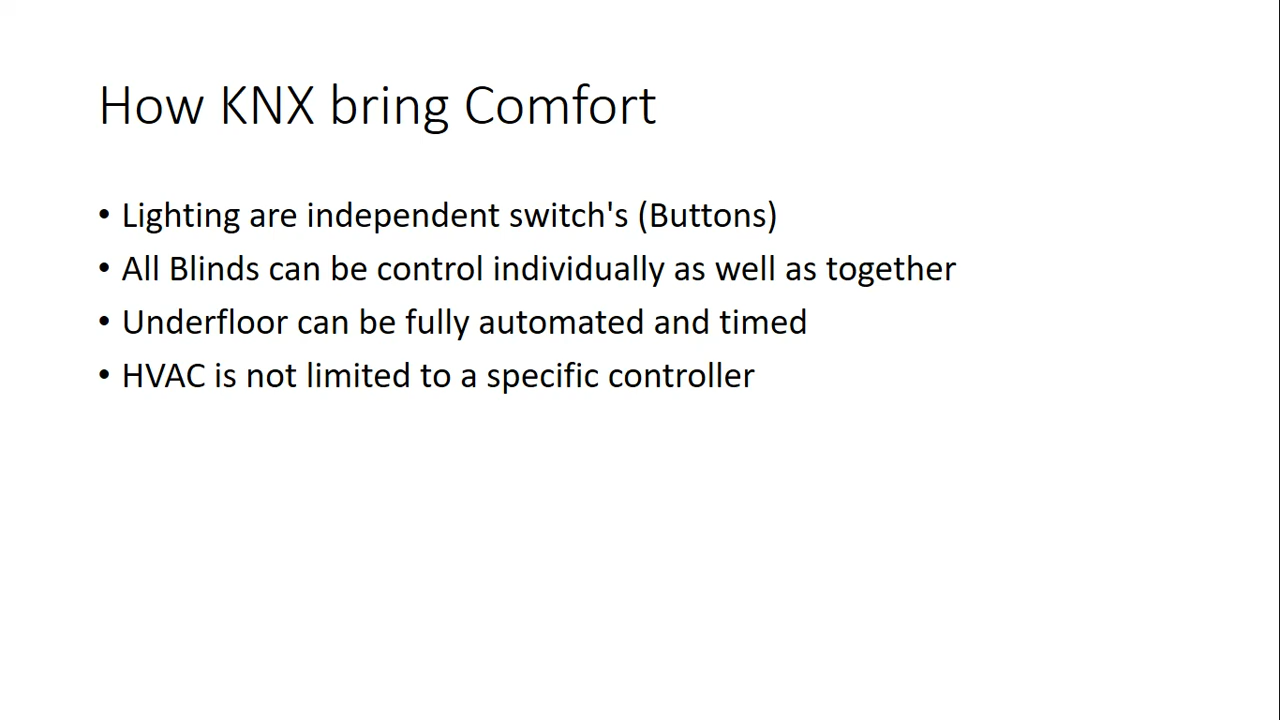 How KNX bring Comfort
• Lighting are independent switch's (Buttons)
• All Blinds can be control individually as well as together
• Underfloor can be fully automated and timed
• HVAC is not limited to a specific controller